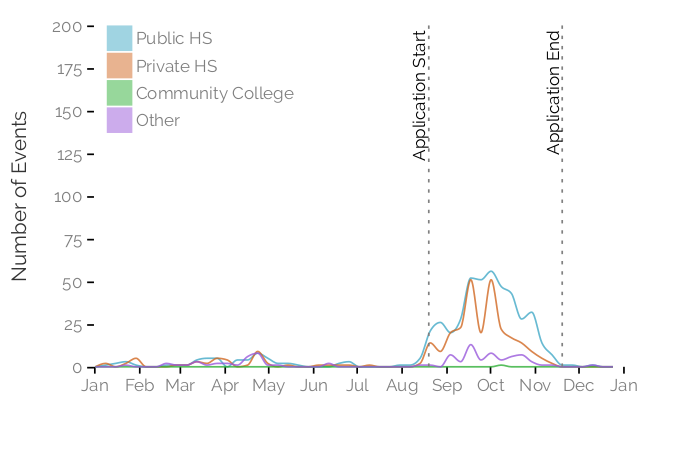 200
175
150
125
100
75
50
25
0
Number of Events
Public HS
Private HS
Community College
Other
Application Start
Application End
Jan Feb Mar Apr May Jun Jul Aug Sep Oct Nov Dec Jan